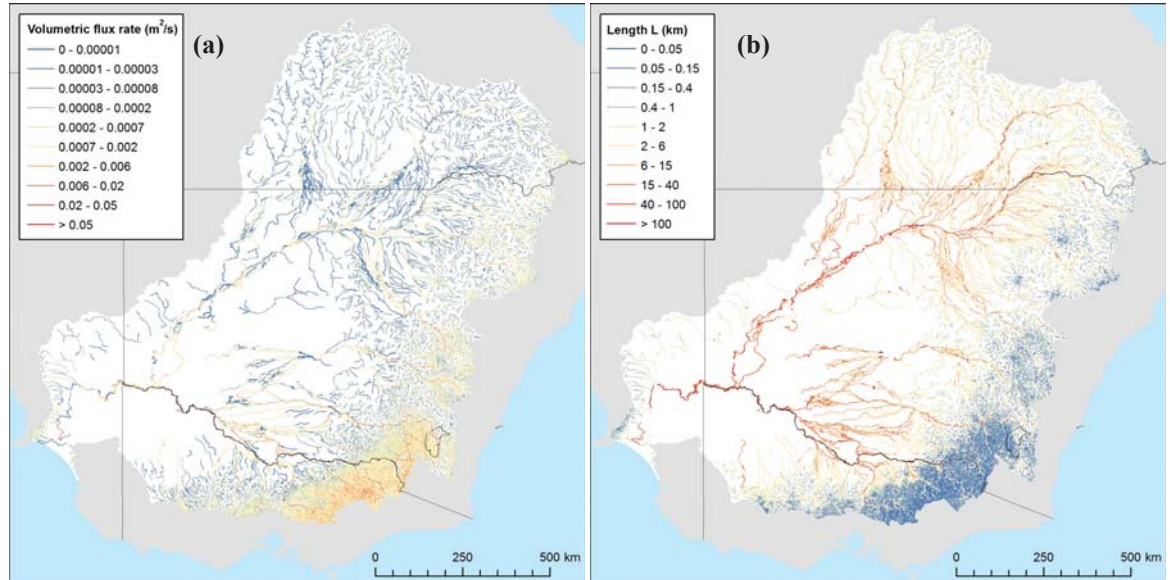 Volumetric flux rate (m²/s)
0 - 0.00001
0.00001 - 0.00003
0.00003 - 0.00008
0.00008 - 0.0002
0.0002 - 0.0007
0.0007 - 0.002
0.002 - 0.006
0.006 - 0.02
0.02 - 0.05
> 0.05
(a)
0 250 500 km
Length L (km)
0 - 0.05
0.05 - 0.15
0.15 - 0.4
0.4 - 1
1 - 2
2 - 6
6 - 15
15 - 40
40 - 100
> 100
(b)
0 250 500 km